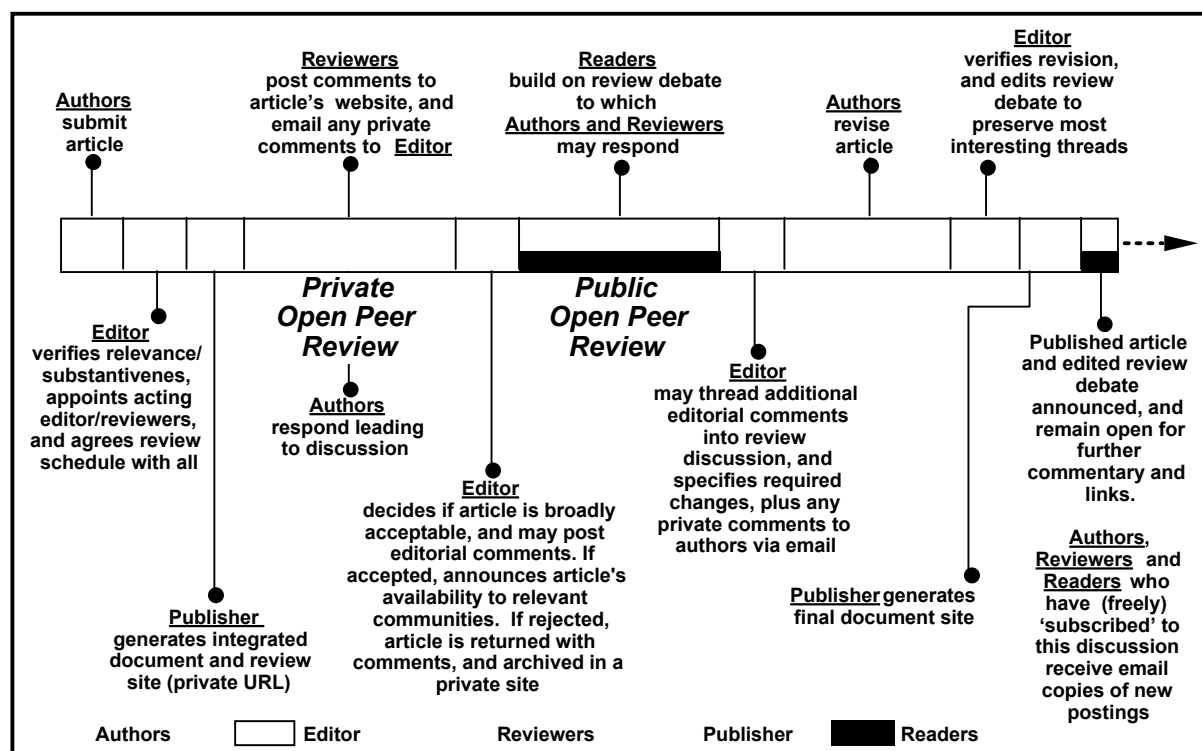 Authors
submit
article
Reviewers
post comments to
article's website, and
email any private
comments to Editor
Readers
build on review debate
to which
Authors and Reviewers
may respond
Authors
revise
article
Editor
verifies revision,
and edits review
debate to
preserve most
interesting threads
Editor
verifies relevance/
substantivenes,
appoints acting
editor/reviewers,
and agrees review
schedule with all
Publisher
generates integrated
document and review
site (private URL)
Private
Open Peer
Review
Authors
respond leading
to discussion
Editor
decides if article is broadly
acceptable, and may post
editorial comments. If
accepted, announces article's
availability to relevant
communities. If rejected,
article is returned with
comments, and archived in a
private site
Public
Open Peer
Review
Editor
may thread additional
editorial comments
into review
discussion, and
specifies required
changes, plus any
private comments to
authors via email
Publisher generates
final document site
Published article
and edited review
debate
announced, and
remain open for
further
commentary and
links.
Authors,
Reviewers and
Readers who
have (freely)
‘subscribed’ to
this discussion
receive email
copies of new
postings
Authors Editor Reviewers Publisher Readers